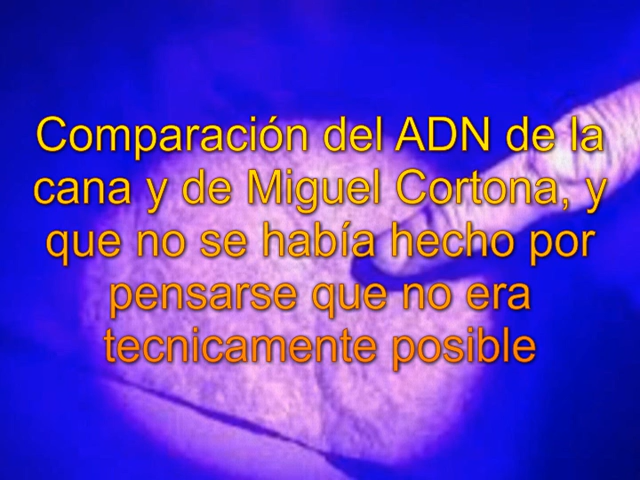 Comparación del ADN de la
cana y de Miguel Cortona, y
que no se había hecho por
pensarse que no era
tecnicamente posible